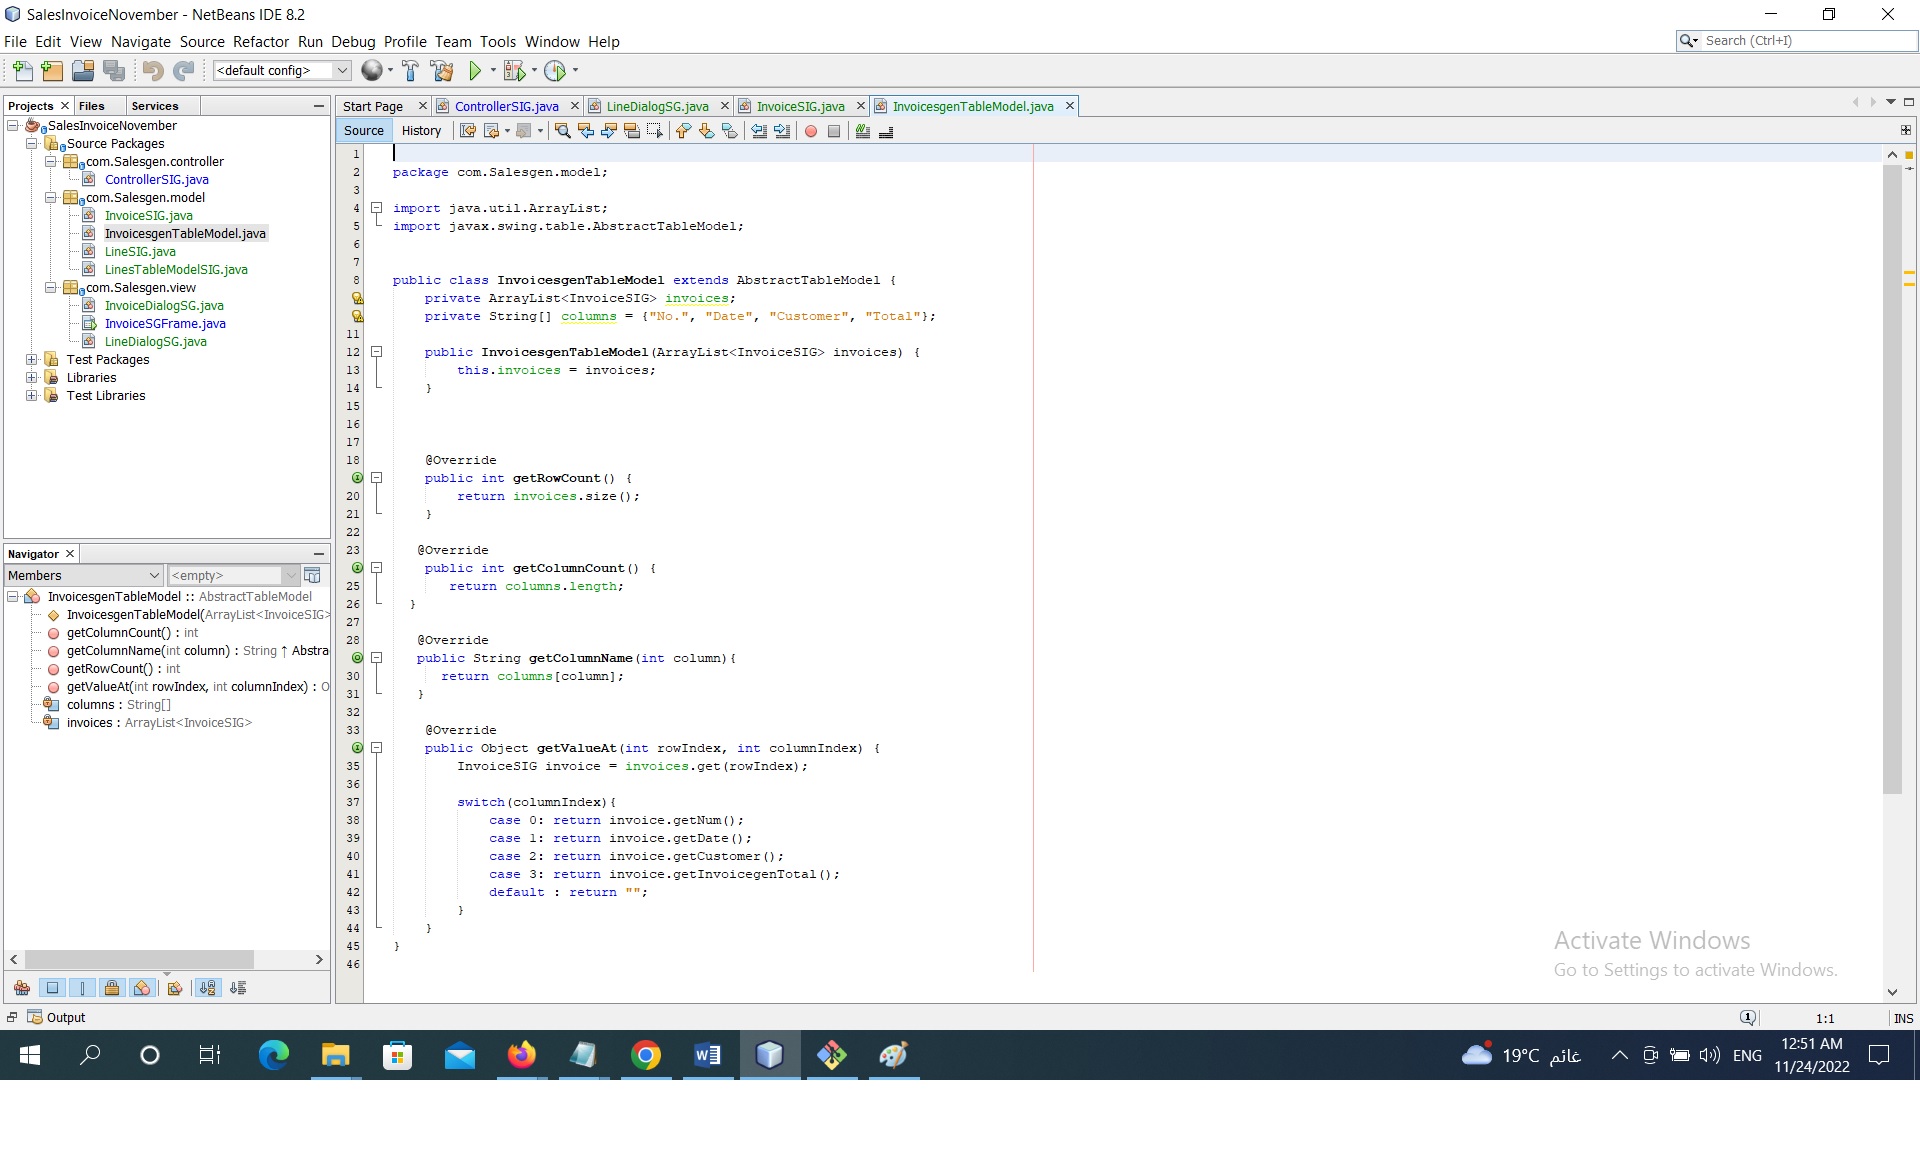 SalesInvoiceNovember - NetBeans IDE 8.2
File Edit View Navigate Source Refactor Run Debug Profile Team Tools Window Help
Search (Ctrl+I)
<default config>
Projects Files Services
SalesInvoiceNovember
Source Packages
com.Salesgen.controller
ControllerSIG.java
com.Salesgen.model
InvoiceSIG.java
InvoicesgenTableModel.java
LineSIG.java
LinesTableModelSIG.java
com.Salesgen.view
InvoiceDialogSG.java
InvoiceSGFrame.java
LineDialogSG.java
Test Packages
Libraries
Test Libraries
Navigator
Members <empty>
InvoicesgenTableModel :: AbstractTableModel
InvoicesgenTableModel(ArrayList<InvoiceSIG>
getColumnCount() : int
getColumnName(int column) : String ↑ Abstra
getRowCount() : int
getValueAt(int rowIndex, int columnIndex) : O
columns : String[]
invoices : ArrayList<InvoiceSIG>
Start Page ControllerSIG.java LineDialogSG.java InvoiceSIG.java InvoicesgenTableModel.java
Source History
1
2 package com.Salesgen.model;
3
4 import java.util.ArrayList;
5 import javax.swing.table.AbstractTableModel;
6
7
8 public class InvoicesgenTableModel extends AbstractTableModel {
private ArrayList<InvoiceSIG> invoices;
private String[] columns = {"No.", "Date", "Customer", "Total"};
11
12 public InvoicesgenTableModel(ArrayList<InvoiceSIG> invoices) {
13 this.invoices = invoices;
14 }
15
16
17
18 @Override
public int getRowCount() {
20 return invoices.size();
21 }
22
23 @Override
public int getColumnCount() {
25 return columns.length;
26 }
27
28 @Override
public String getColumnName(int column){
30 return columns[column];
31 }
32
33 @Override
public Object getValueAt(int rowIndex, int columnIndex) {
35 InvoiceSIG invoice = invoices.get(rowIndex);
36
37 switch(columnIndex){
38 case 0: return invoice.getNum();
39 case 1: return invoice.getDate();
40 case 2: return invoice.getCustomer();
41 case 3: return invoice.getInvoicegenTotal();
42 default : return "";
43 }
44 }
45 }
46
Activate Windows
Go to Settings to activate Windows.
Output
1:1 INS
19°C غائم
ENG
12:51 AM
11/24/2022